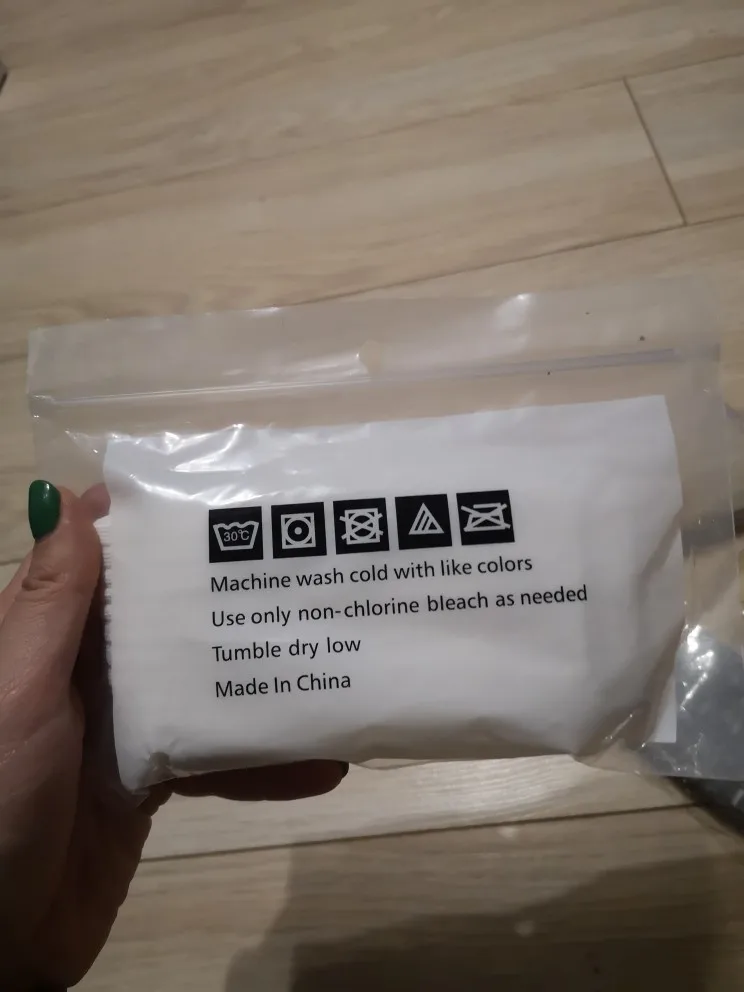 30°C
Machine wash cold with like colors
Use only non-chlorine bleach as needed
Tumble dry low
Made In China